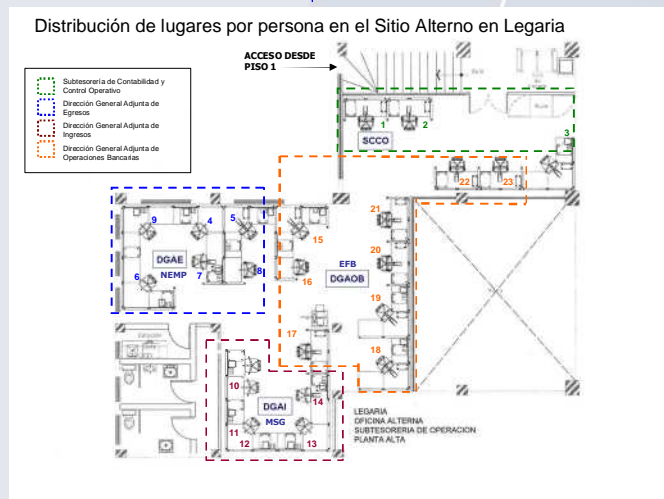 Distribución de lugares por persona en el Sitio Alterno en Legaria
ACCESO DESDE
PISO 1
Subtesorería de Contabilidad y
Control Operativo
Dirección General Adjunta de
Egresos
Dirección General Adjunta de
Ingresos
Dirección General Adjunta de
Operaciones Bancarias
1
2
3
SCCO
22
23
9
4
5
21
15
DGAE
NEMP
EFB
DGAOB
20
6
7
8
16
19
17
18
10
14
DGAI
MSG
11
12
13
LEGARIA
OFICINA ALTERNA
SUBTESORERIA DE OPERACION
PLANTA ALTA